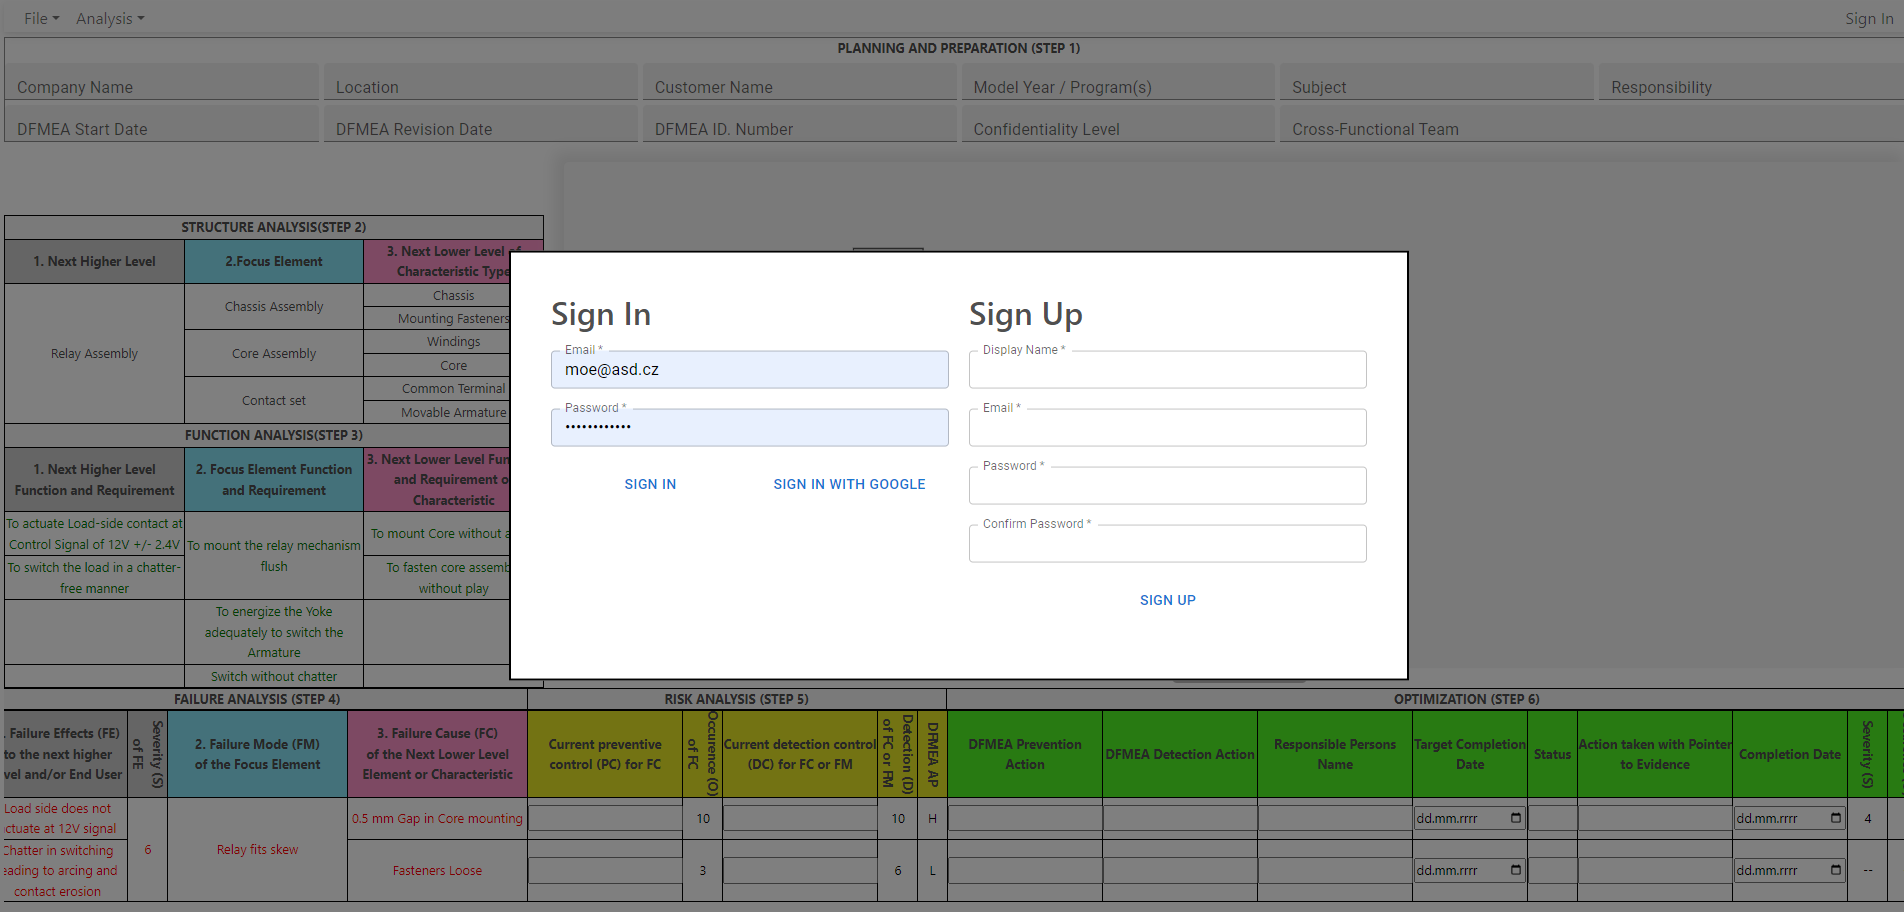 File Analysis Sign In
PLANNING AND PREPARATION (STEP 1)
Company Name Location Customer Name Model Year / Program(s) Subject Responsibility
DFMEA Start Date DFMEA Revision Date DFMEA ID. Number Confidentiality Level Cross-Functional Team
STRUCTURE ANALYSIS(STEP 2)
1. Next Higher Level
2.Focus Element
3. Next Lower Level
Characteristic Type
Relay Assembly
Chassis Assembly
Chassis
Mounting Fasteners
Core Assembly
Windings
Core
Contact set
Common Terminal
Movable Armature
FUNCTION ANALYSIS(STEP 3)
1. Next Higher Level
Function and Requirement
2. Focus Element Function
and Requirement
3. Next Lower Level
and Requirement
Characteristic
To actuate Load-side contact at
Control Signal of 12V +/- 2.4V
To mount the relay mechanism
flush
To mount Core without
To switch the load in a chatter-
free manner
To fasten core
without play
To energize the Yoke
adequately to switch the
Armature
Switch without chatter
Sign In
Email *
moe@asd.cz
Password *
••••••••••••
SIGN IN SIGN IN WITH GOOGLE
Sign Up
Display Name *
Email *
Password *
Confirm Password *
SIGN UP
FAILURE ANALYSIS (STEP 4) RISK ANALYSIS (STEP 5) OPTIMIZATION (STEP 6)
. Failure Effects (FE)
to the next higher
vel and/or End User
Severity (S)
of FE
2. Failure Mode (FM)
of the Focus Element
3. Failure Cause (FC)
of the Next Lower Level
Element or Characteristic
Current preventive
control (PC) for FC
Occurence (O)
of FC
Current detection control
(DC) for FC or FM
Detection (D)
of FC or FM
DFMEA AP
DFMEA Prevention
Action
DFMEA Detection Action
Responsible Persons
Name
Target Completion
Date
Status
Action taken with Pointer
to Evidence
Completion Date
Severity (S)
Load side does not
ctuate at 12V signal
6
Relay fits skew
0.5 mm Gap in Core mounting
10
10
H
dd.mm.rrrr
dd.mm.rrrr
4
Chatter in switching
eading to arcing and
contact erosion
Fasteners Loose
3
6
L
dd.mm.rrrr
dd.mm.rrrr
--